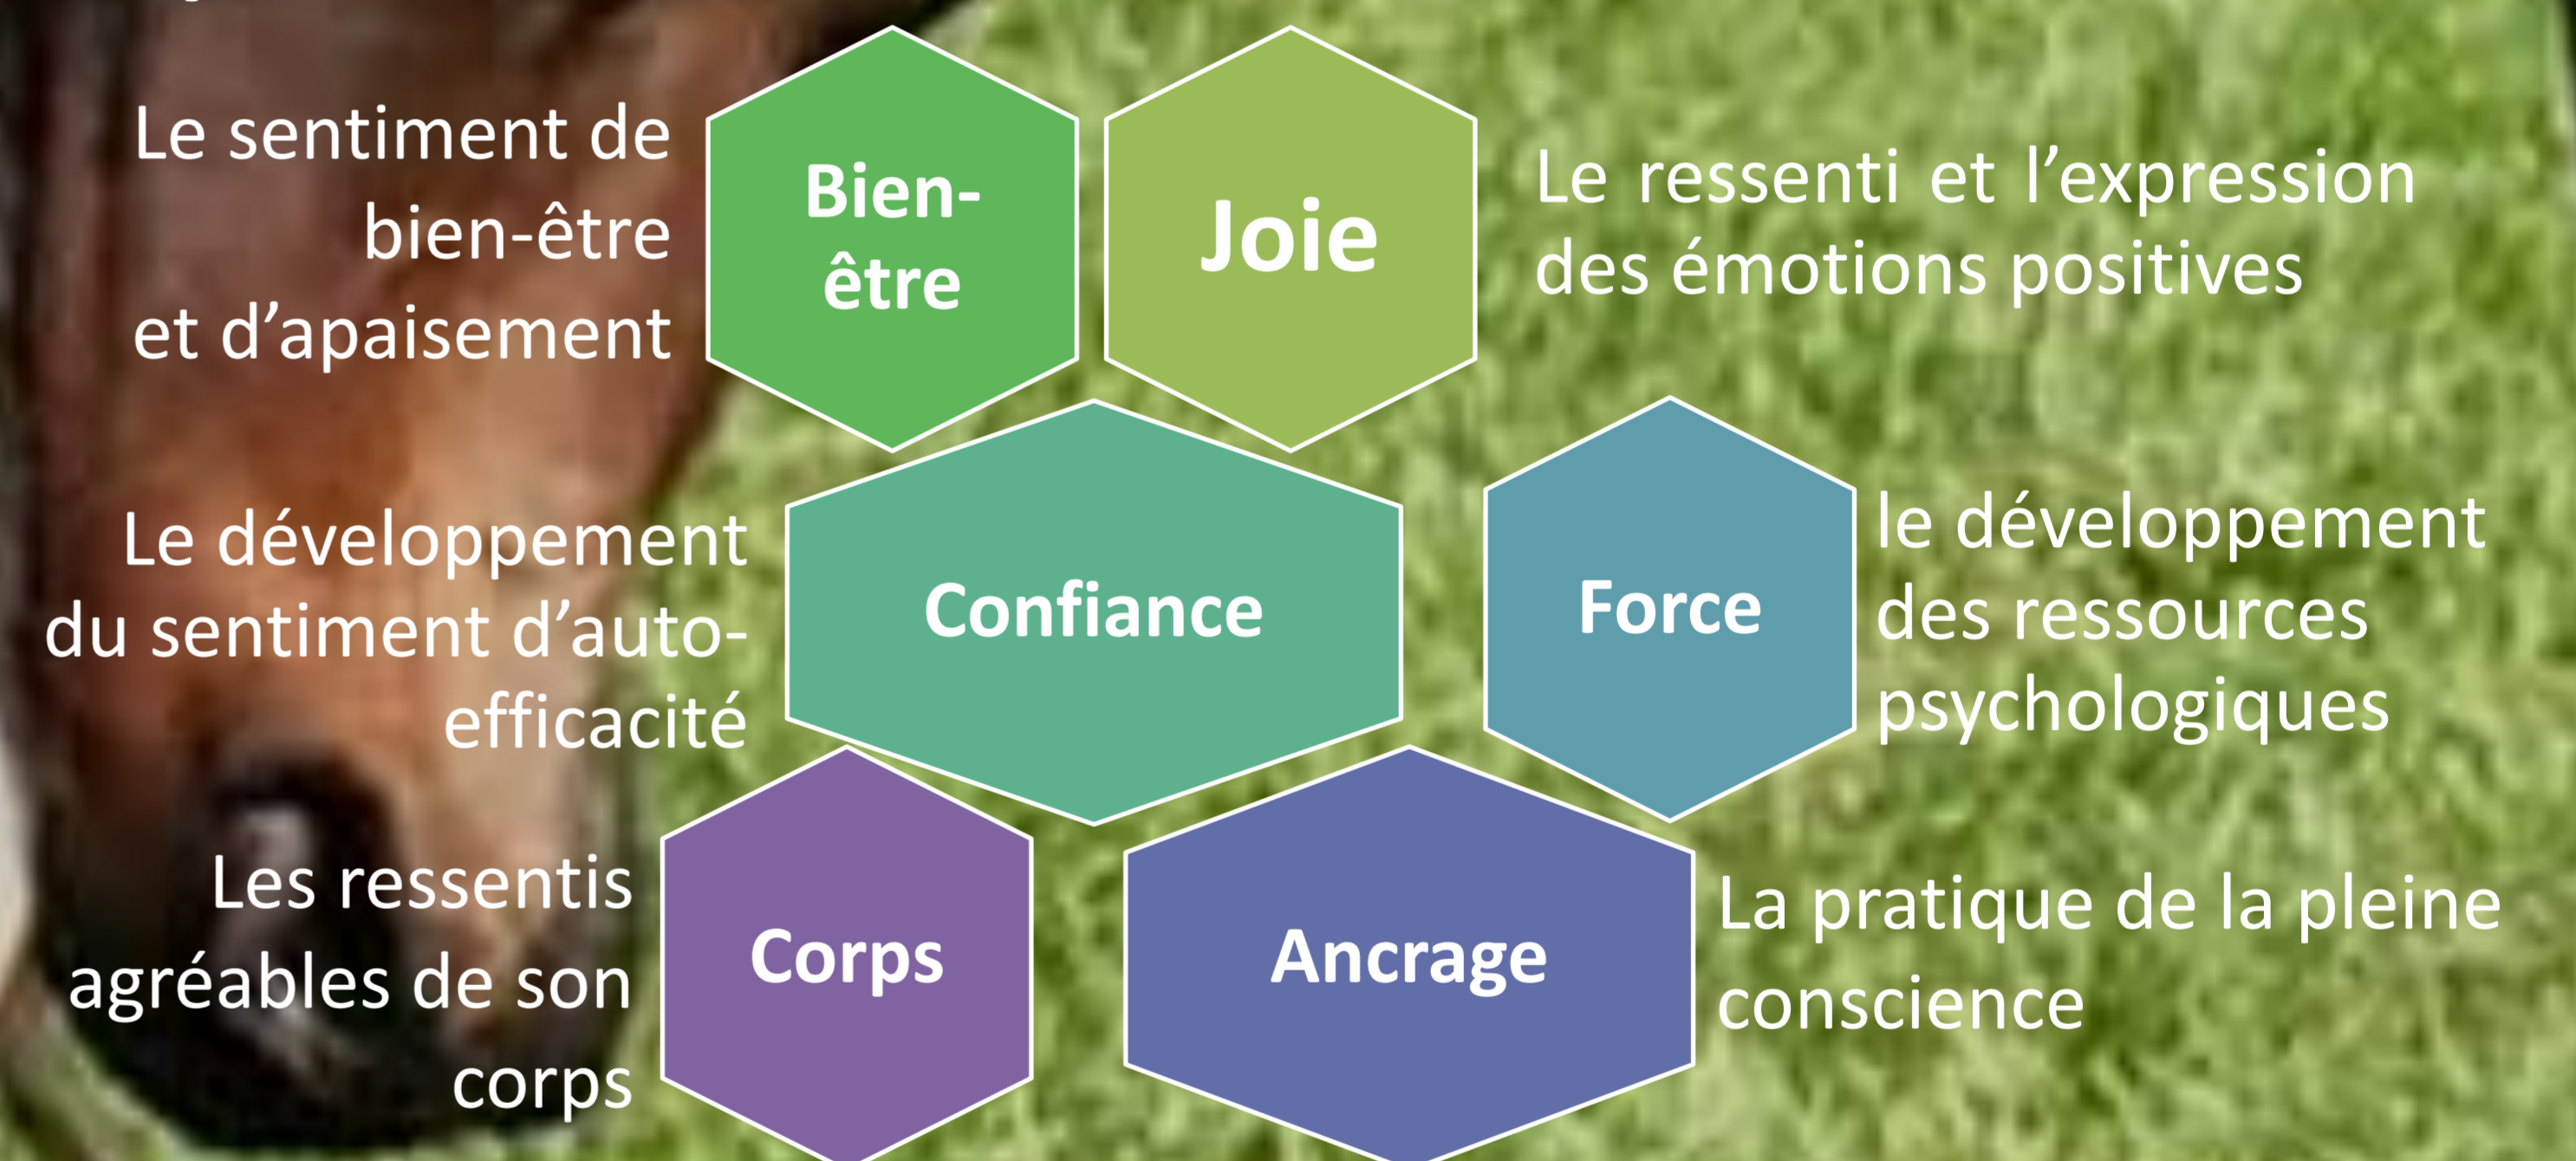 Le sentiment de
bien-être
et d’apaisement
Bien-
être
Joie
Le ressenti et l’expression
des émotions positives
Le développement
du sentiment d’auto-
efficacité
Confiance
Force
le développement
des ressources
psychologiques
Les ressentis
agréables de son
corps
Corps
Ancrage
La pratique de la pleine
conscience